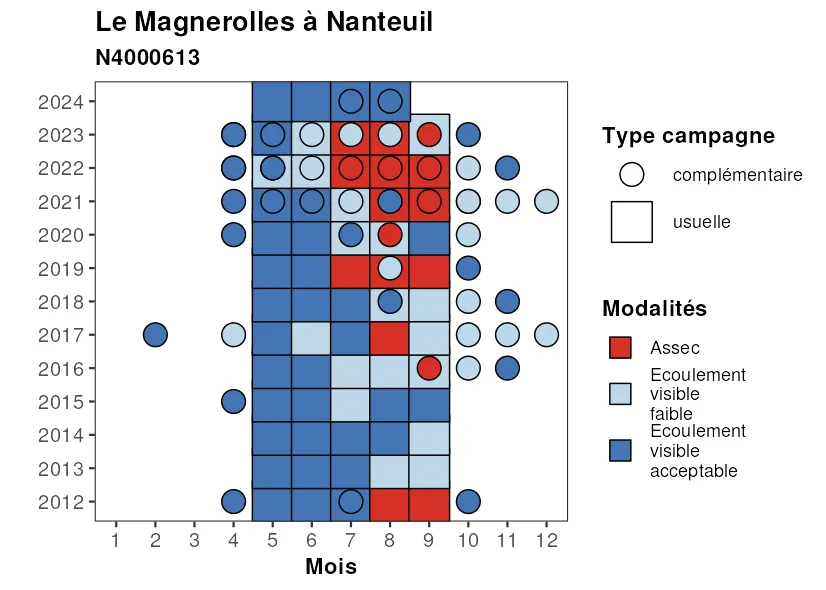 Le Magnerolles à Nanteuil
N4000613
2024
2023
2022
2021
2020
2019
2018
2017
2016
2015
2014
2013
2012
1 2 3 4 5 6 7 8 9 10 11 12
Mois
Type campagne
complémentaire
usuelle
Modalités
Assec
Ecoulement
visible
faible
Ecoulement
visible
acceptable